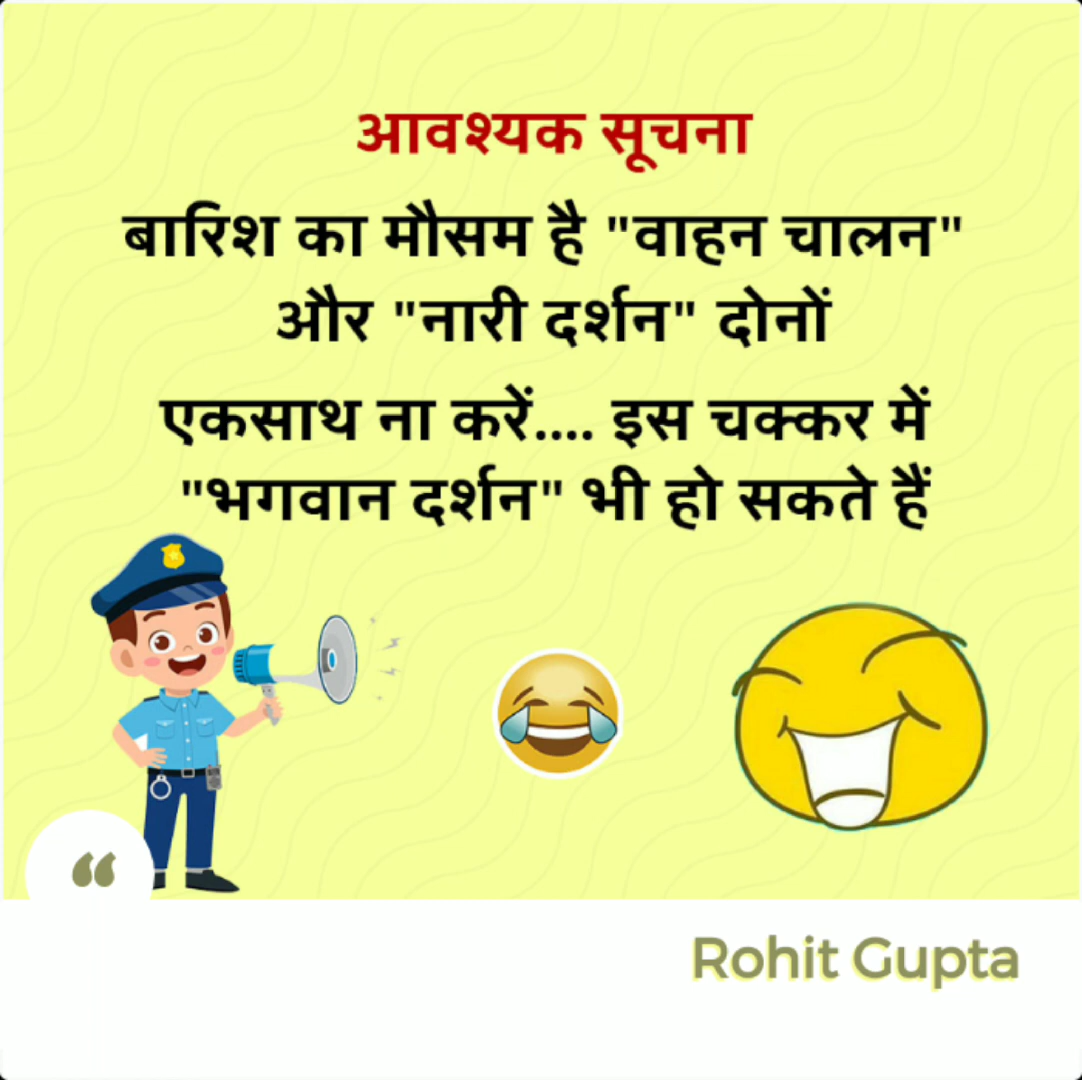 आवश्यक सूचना
बारिश का मौसम है "वाहन चालन"
और "नारी दर्शन" दोनों
एकसाथ ना करें.... इस चक्कर में
"भगवान दर्शन" भी हो सकते हैं
“
Rohit Gupta